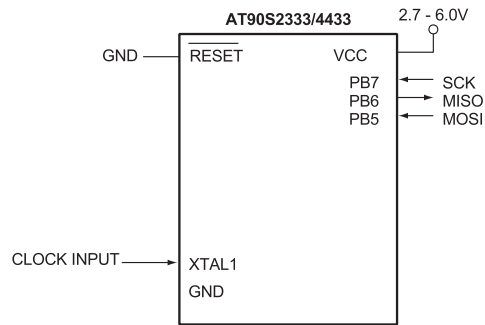 AT90S2333/4433
2.7 - 6.0V
GND
RESET
VCC
PB7
SCK
PB6
MISO
PB5
MOSI
CLOCK INPUT
XTAL1
GND